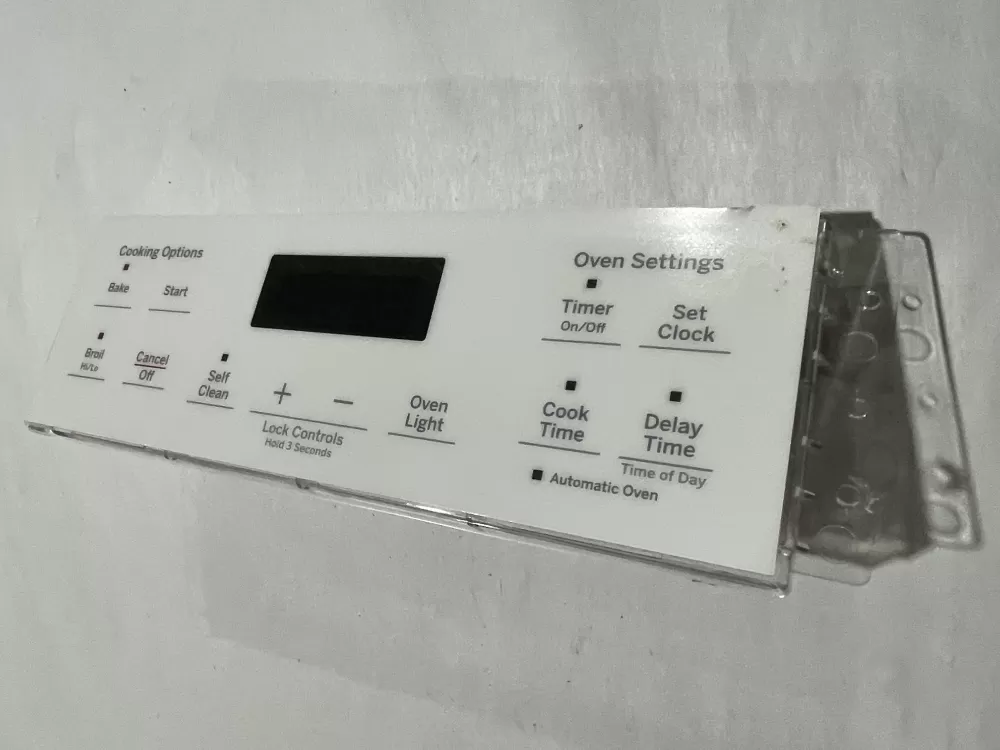 Cooking Options
Bake
Start
Broil
Hi/Lo
Cancel
Off
Self
Clean
+
−
Lock Controls
Hold 3 Seconds
Oven
Light
Oven Settings
Timer
On/Off
Set
Clock
Cook
Time
Delay
Time
Time of Day
Automatic Oven